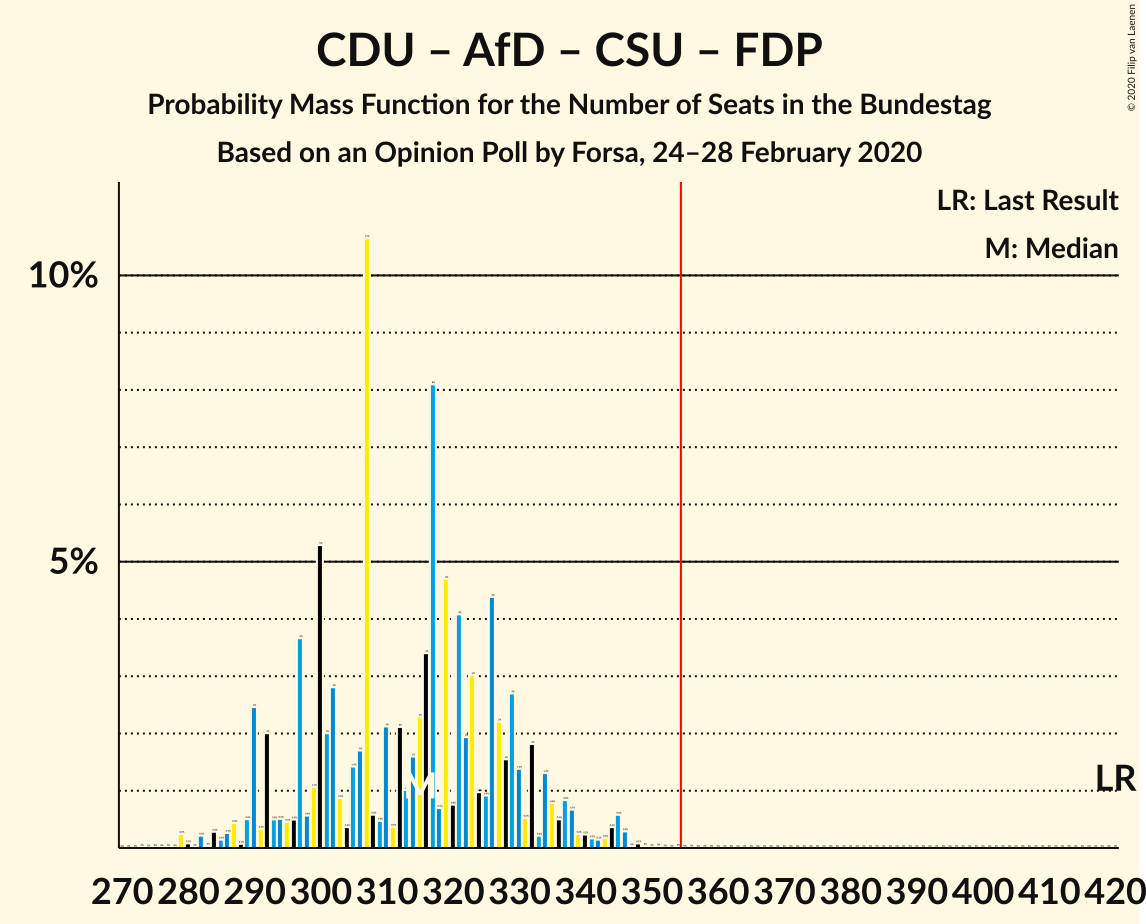 CDU – AfD – CSU – FDP
Probability Mass Function for the Number of Seats in the Bundestag
Based on an Opinion Poll by Forsa, 24–28 February 2020
© 2020 Filip van Laenen
LR: Last Result
M: Median
10%
5%
M
LR
270 280 290 300 310 320 330 340 350 360 370 380 390 400 410 420